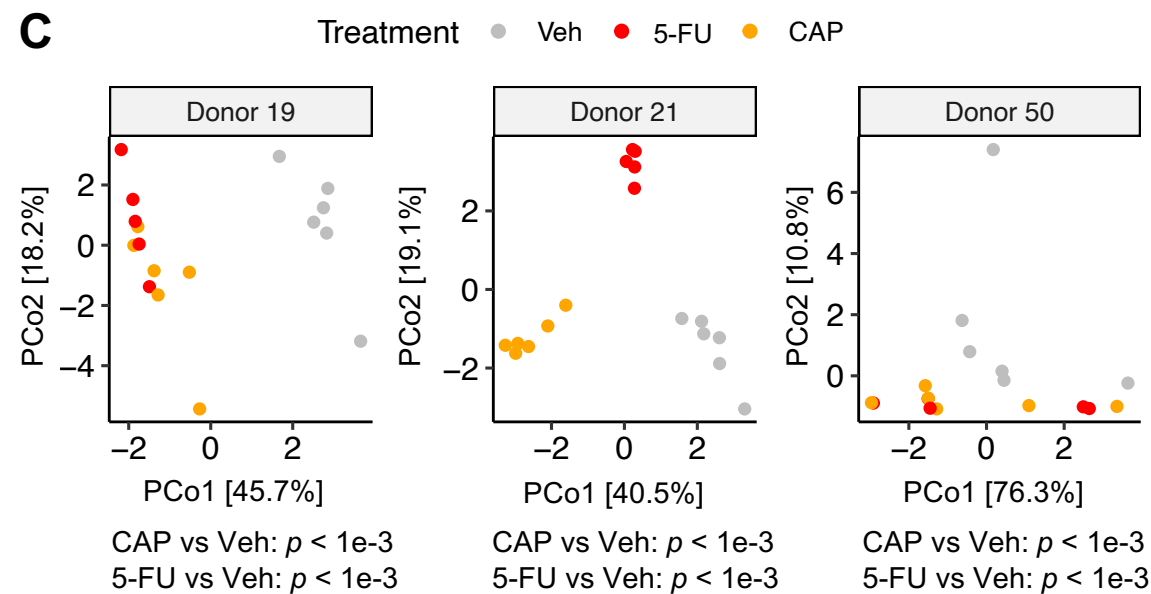 C
Treatment Veh 5-FU CAP
Donor 19
Donor 21
Donor 50
PCo2 [18.2%]
2
0
−2
−4
−2 0 2
PCo1 [45.7%]
CAP vs Veh: p < 1e-3
5-FU vs Veh: p < 1e-3
PCo2 [19.1%]
2
0
−2
−2 0 2
PCo1 [40.5%]
CAP vs Veh: p < 1e-3
5-FU vs Veh: p < 1e-3
PCo2 [10.8%]
6
4
2
0
−2 0 2
PCo1 [76.3%]
CAP vs Veh: p < 1e-3
5-FU vs Veh: p < 1e-3